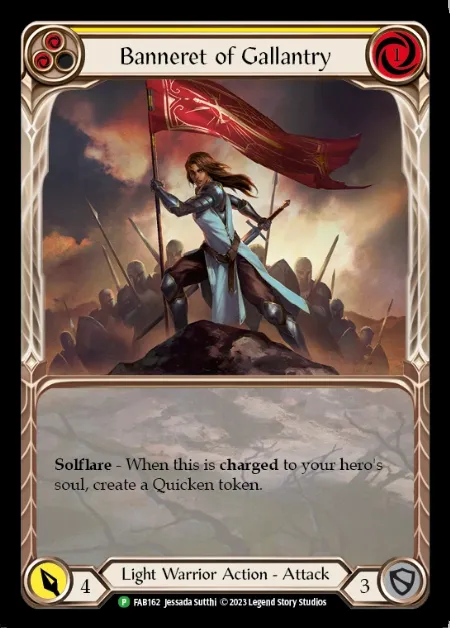 Banneret of Gallantry
1
Solflare - When this is charged to your hero's
soul, create a Quicken token.
4
Light Warrior Action - Attack
3
P FAB162 Jessada Sutthi © 2023 Legend Story Studios